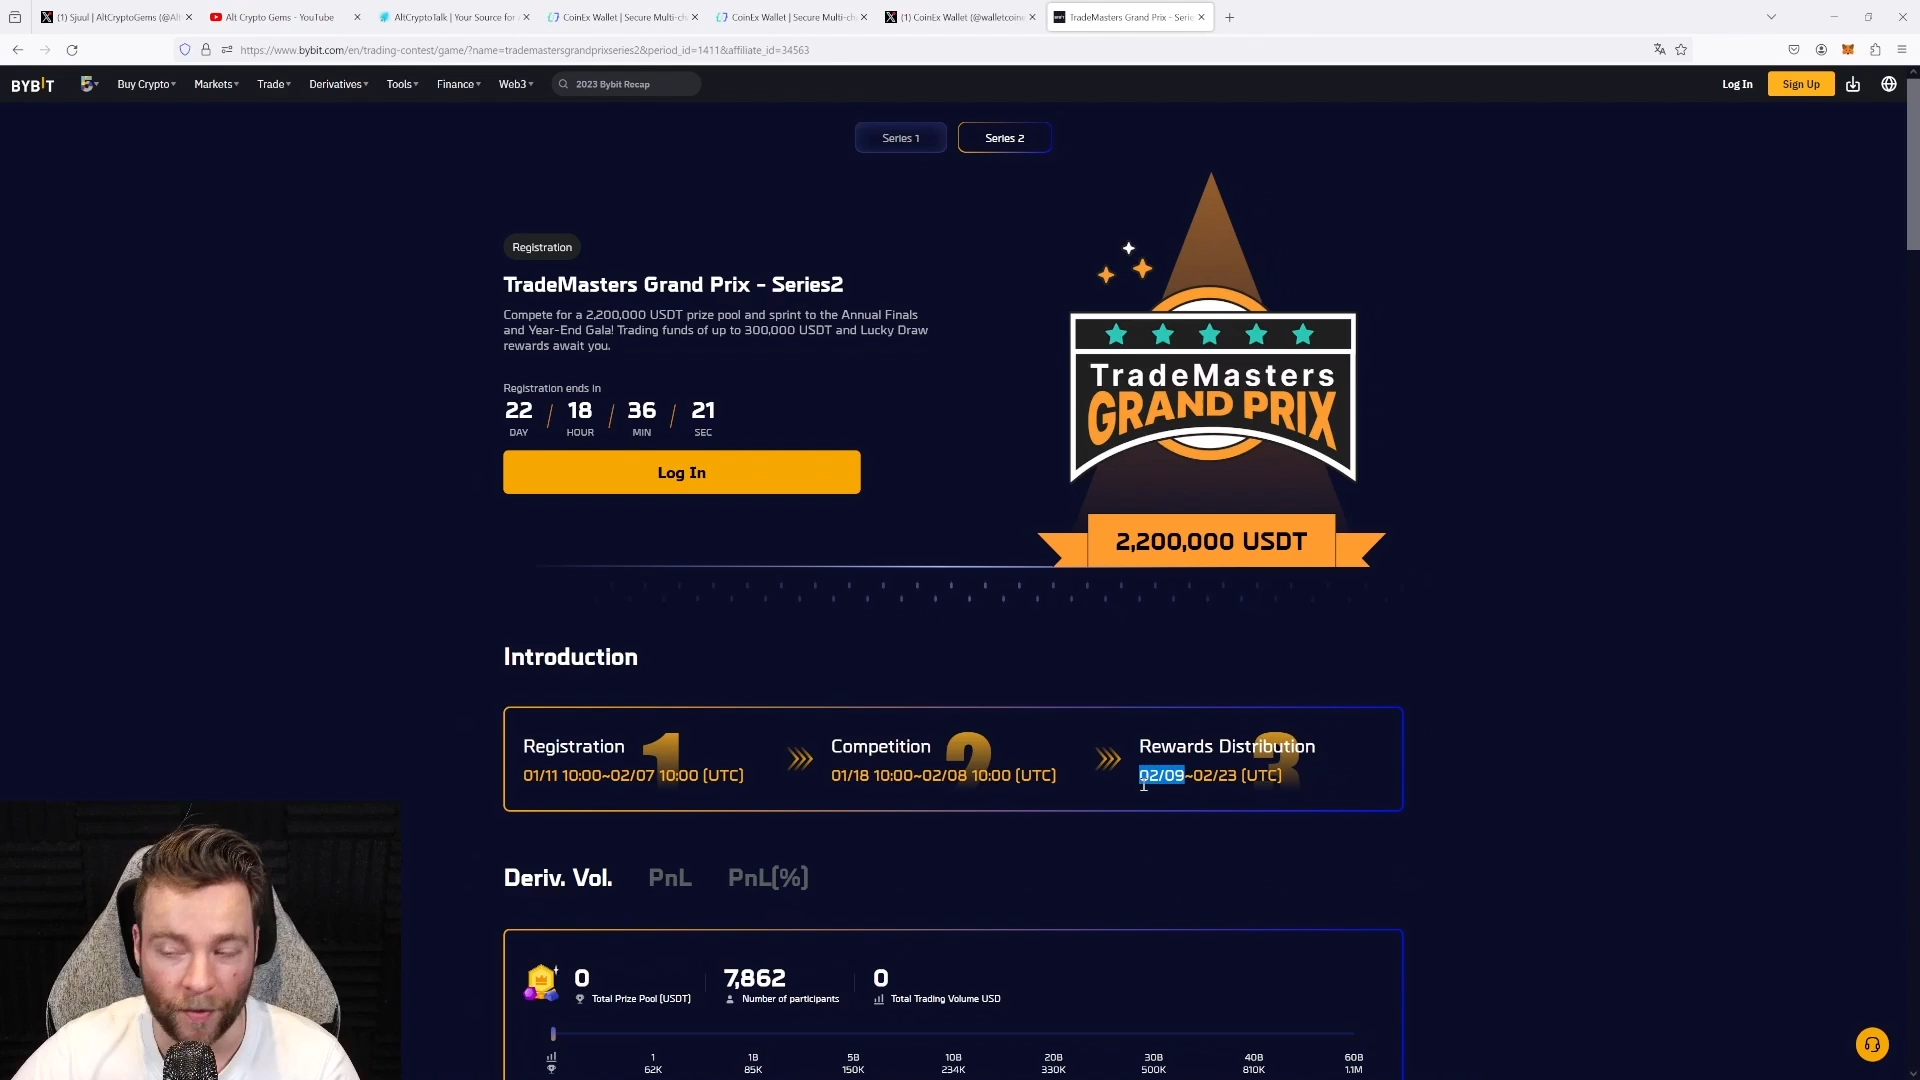 (1) Sjuul | AltCryptoGems (@Alt
Alt Crypto Gems - YouTube
AltCryptoTalk | Your Source for A
CoinEx Wallet | Secure Multi-ch
CoinEx Wallet | Secure Multi-ch
(1) CoinEx Wallet (@walletcoine
TradeMasters Grand Prix - Serie
https://www.bybit.com/en/trading-contest/game/?name=trademastersgrandprixseries2&period_id=1411&affiliate_id=34563
BYBIT
Buy Crypto
Markets
Trade
Derivatives
Tools
Finance
Web3
2023 Bybit Recap
Log In
Sign Up
Series 1
Series 2
Registration
TradeMasters Grand Prix - Series2
Compete for a 2,200,000 USDT prize pool and sprint to the Annual Finals
and Year-End Gala! Trading funds of up to 300,000 USDT and Lucky Draw
rewards await you.
Registration ends in
22 / 18 / 36 / 21
DAY HOUR MIN SEC
Log In
TradeMasters
GRAND PRIX
2,200,000 USDT
Introduction
Registration 1
01/11 10:00~02/07 10:00 (UTC)
Competition 2
01/18 10:00~02/08 10:00 (UTC)
Rewards Distribution 3
02/09~02/23 (UTC)
Deriv. Vol. PnL PnL(%)
0
Total Prize Pool (USDT)
7,862
Number of participants
0
Total Trading Volume USD
1 1B 5B 10B 20B 30B 40B 60B
62K 85K 150K 234K 330K 500K 810K 1.1M